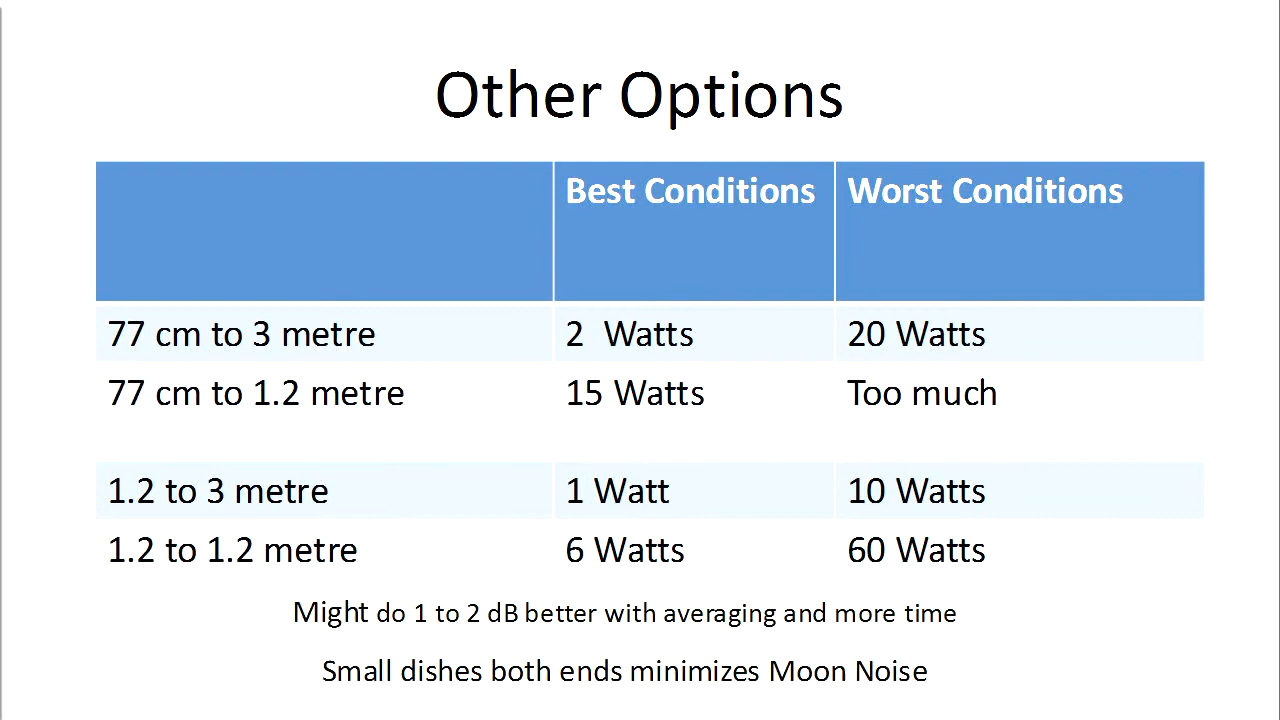 Other Options
Best Conditions Worst Conditions
77 cm to 3 metre 2 Watts 20 Watts
77 cm to 1.2 metre 15 Watts Too much
1.2 to 3 metre 1 Watt 10 Watts
1.2 to 1.2 metre 6 Watts 60 Watts
Might do 1 to 2 dB better with averaging and more time
Small dishes both ends minimizes Moon Noise